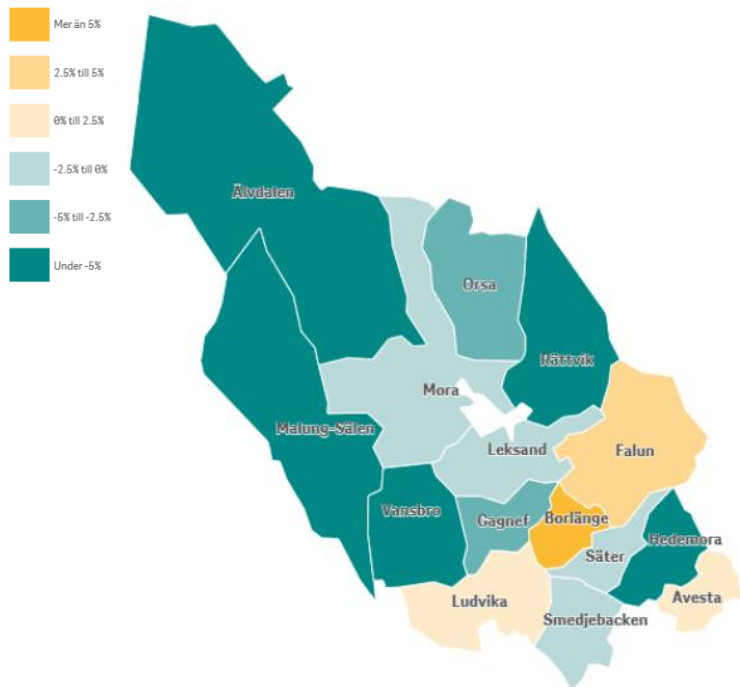 Mer än 5%
2.5% till 5%
0% till 2.5%
-2.5% till 0%
-5% till -2.5%
Under -5%
Älvdalen
Orsa
Rättvik
Mora
Malung-Sälen
Leksand
Falun
Vansbro
Gagnef
Borlänge
Hedemora
Säter
Ludvika
Avesta
Smedjebacken